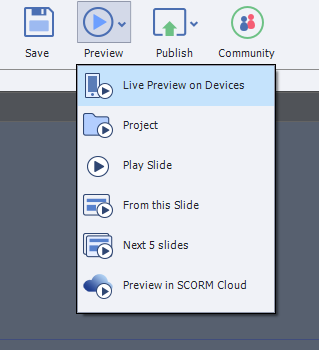 Save
Preview
Publish
Community
Live Preview on Devices
Project
Play Slide
From this Slide
Next 5 slides
Preview in SCORM Cloud